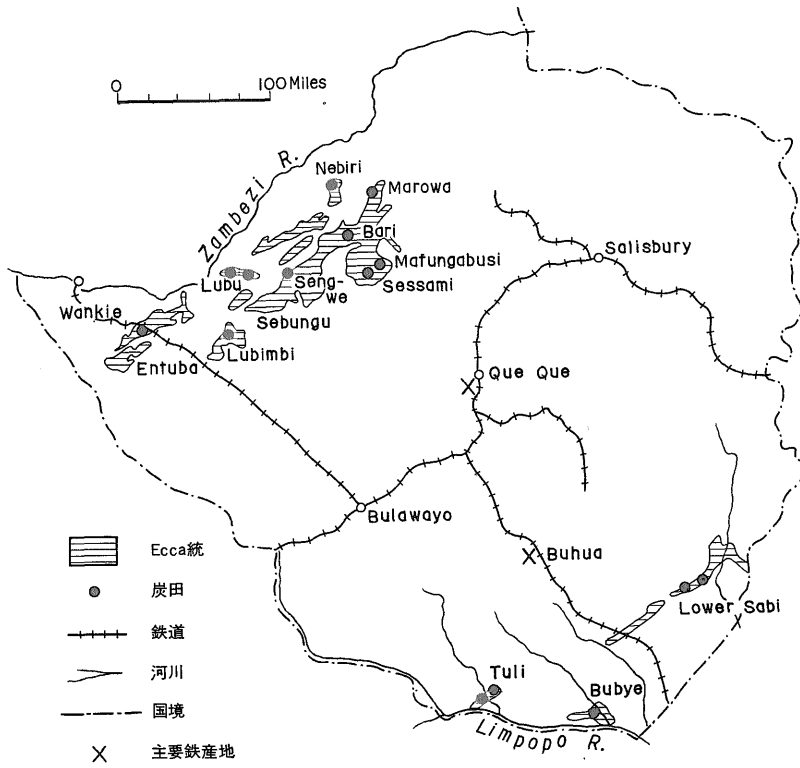 0 100 Miles
Zambezi R.
Nebiri
Marowa
Bari
Matungabusi
Sessami
Lubu
Seng-
we
Sebungu
Wankie
Entuba
Lubimbi
Salisbury
Que Que
Bulawayo
Buhua
Lower Sabi
Tuli
Bubye
Limpopo R.
Ecca統
炭田
鉄道
河川
国境
主要鉄産地